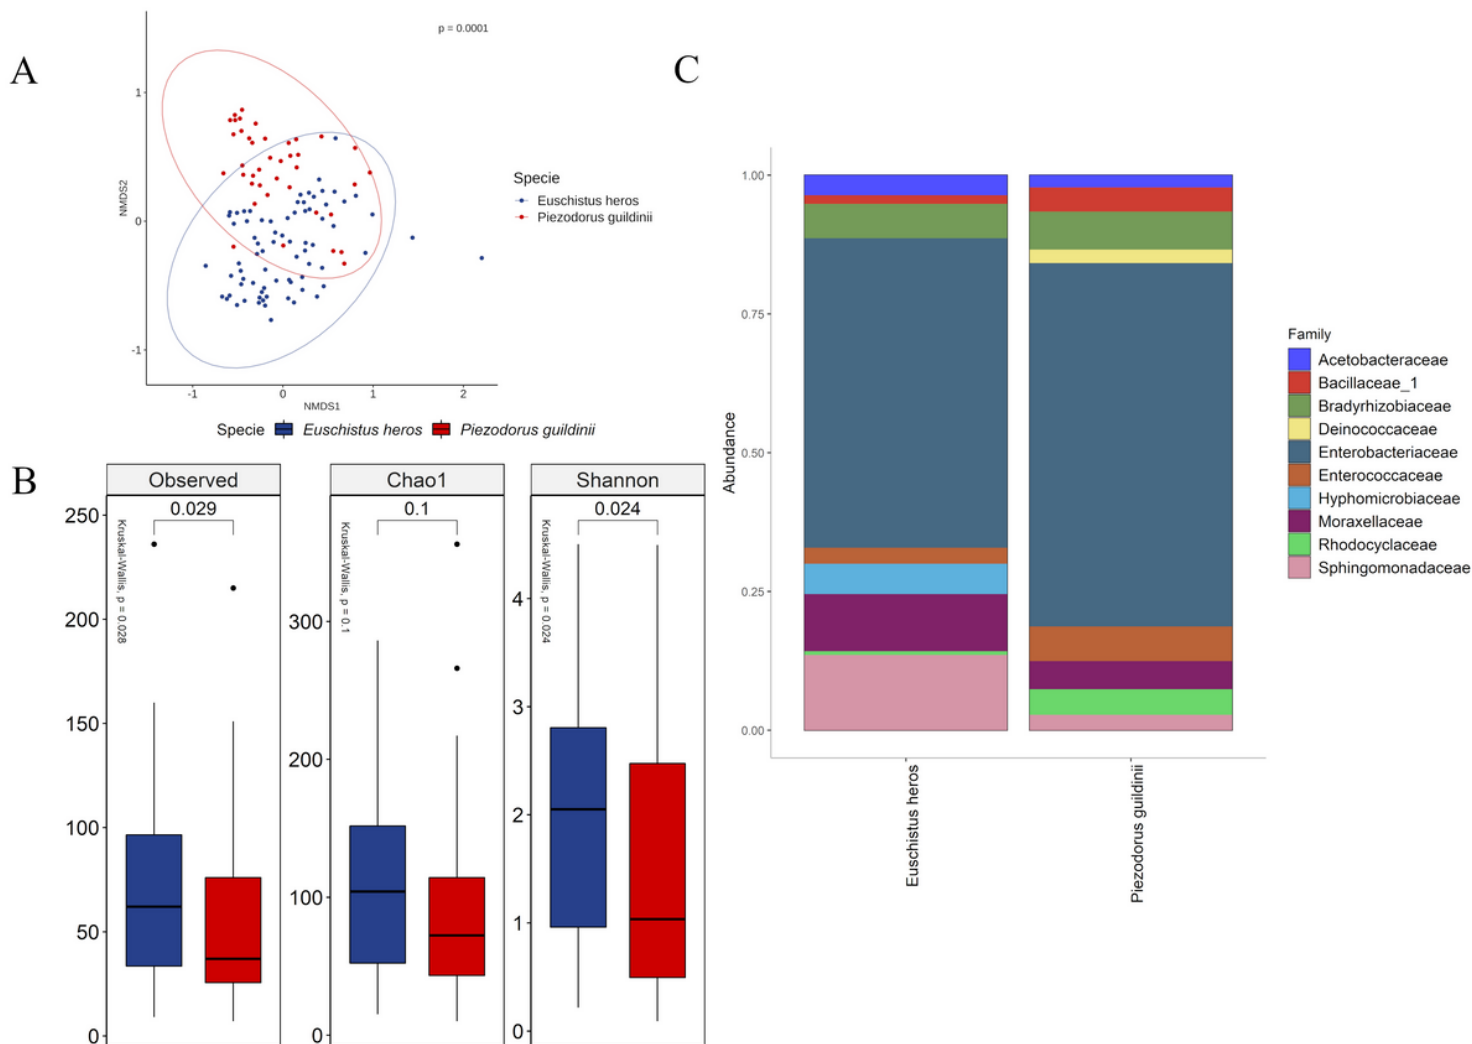 A
p = 0.0001
1
0
-1
NMDS2
-1
0
1
2
NMDS1
Specie
Euschistus heros
Piezodorus guildinii
Specie
Euschistus heros
Piezodorus guildinii
B
Observed
0.029
Kruskal-Wallis, p = 0.028
250
200
150
100
50
0
Chao1
0.1
Kruskal-Wallis, p = 0.1
300
200
100
0
Shannon
0.024
Kruskal-Wallis, p = 0.024
4
3
2
1
0
C
1.00
0.75
0.50
0.25
0.00
Abundance
Euschistus heros
Piezodorus guildinii
Family
Acetobacteraceae
Bacillaceae_1
Bradyrhizobiaceae
Deinococcaceae
Enterobacteriaceae
Enterococcaceae
Hyphomicrobiaceae
Moraxellaceae
Rhodocyclaceae
Sphingomonadaceae